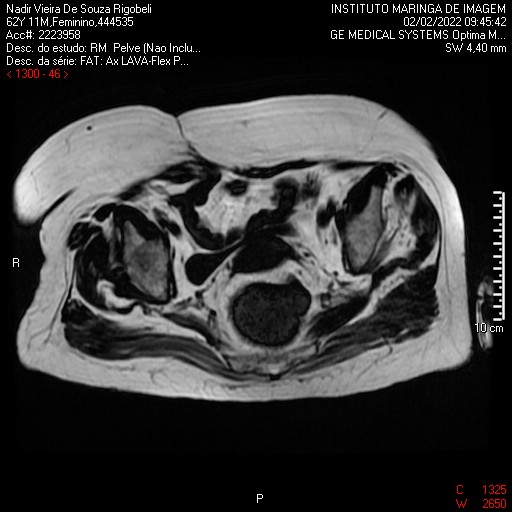 Nadir Vieira De Souza Rigobeli
62Y 11M,Feminino,444535
Acc#: 2223958
Desc. do estudo: RM Pelve (Nao Inclu...
Desc. da série: FAT: Ax LAVA-Flex P...
< 1300 - 46 >
INSTITUTO MARINGA DE IMAGEM
02/02/2022 09:45:42
GE MEDICAL SYSTEMS Optima M...
SW 4,40 mm
R
10 cm
P
C 1325
W 2650